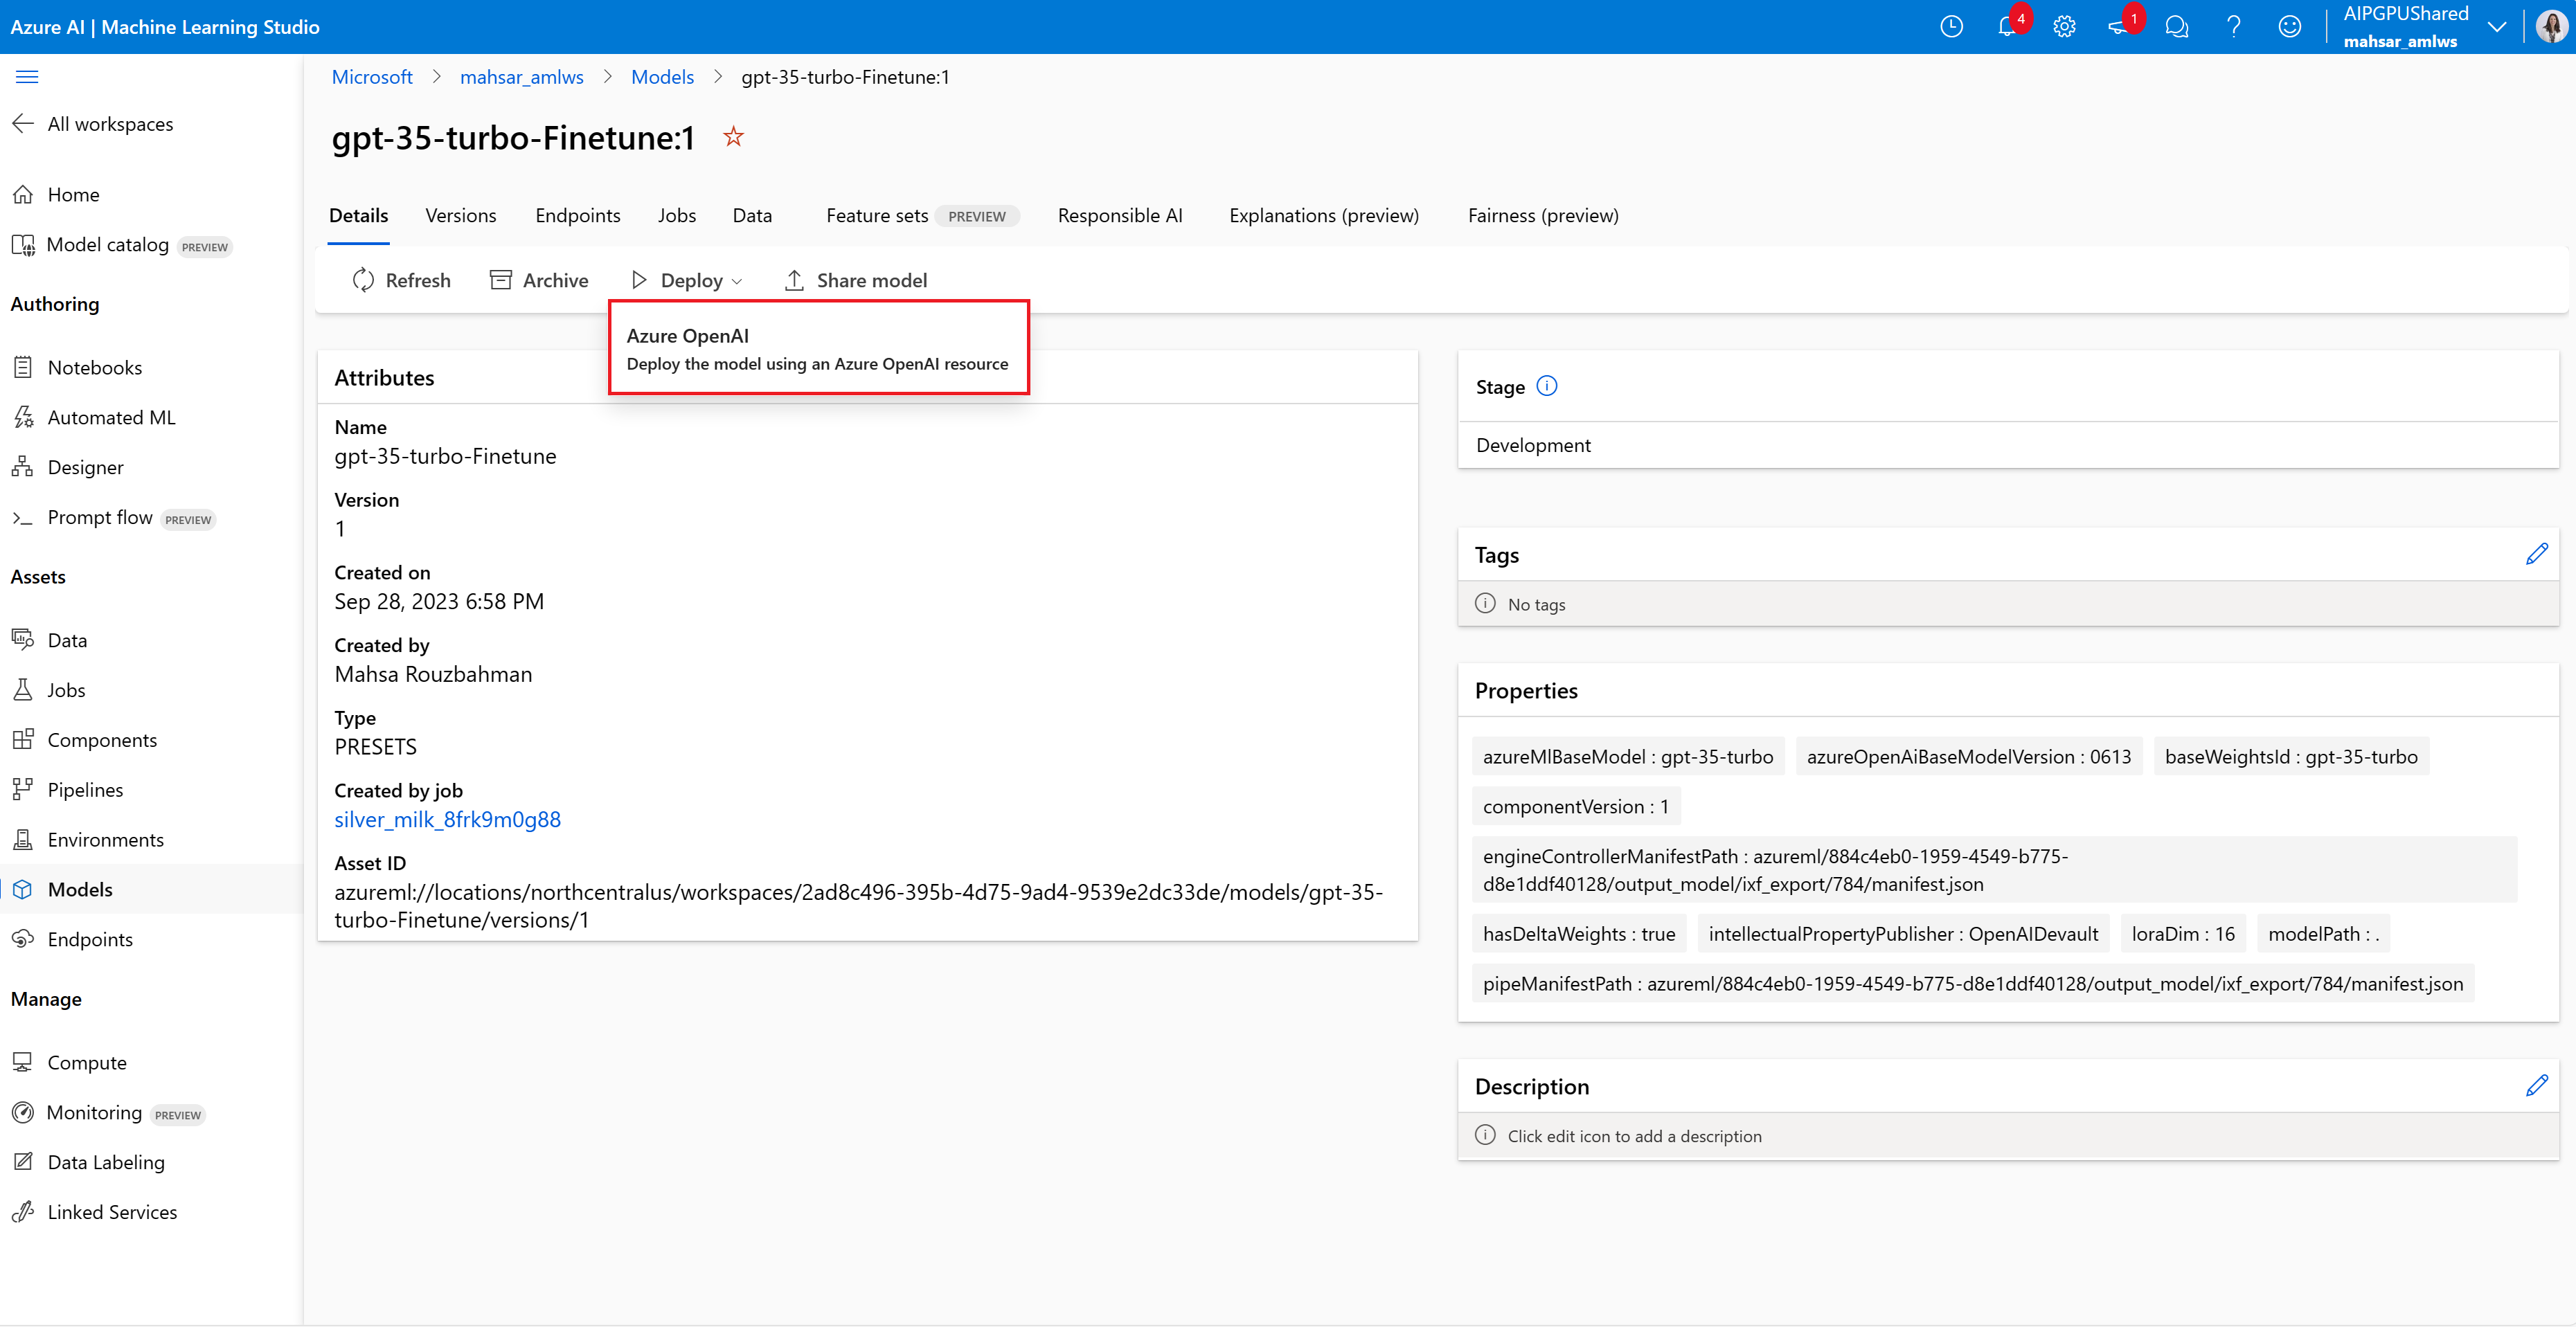 Azure AI | Machine Learning Studio
4
1
AIPGPUShared
mahsar_amlws
Microsoft > mahsar_amlws > Models > gpt-35-turbo-Finetune:1
All workspaces
Home
Model catalog PREVIEW
Authoring
Notebooks
Automated ML
Designer
Prompt flow PREVIEW
Assets
Data
Jobs
Components
Pipelines
Environments
Models
Endpoints
Manage
Compute
Monitoring PREVIEW
Data Labeling
Linked Services
gpt-35-turbo-Finetune:1
Details Versions Endpoints Jobs Data Feature sets PREVIEW Responsible AI Explanations (preview) Fairness (preview)
Refresh Archive Deploy Share model
Azure OpenAI
Deploy the model using an Azure OpenAI resource
Attributes
Name
gpt-35-turbo-Finetune
Version
1
Created on
Sep 28, 2023 6:58 PM
Created by
Mahsa Rouzbahman
Type
PRESETS
Created by job
silver_milk_8frk9m0g88
Asset ID
azureml://locations/northcentralus/workspaces/2ad8c496-395b-4d75-9ad4-9539e2dc33de/models/gpt-35-
turbo-Finetune/versions/1
Stage
Development
Tags
No tags
Properties
azureMlBaseModel : gpt-35-turbo azureOpenAiBaseModelVersion : 0613 baseWeightsId : gpt-35-turbo
componentVersion : 1
engineControllerManifestPath : azureml/884c4eb0-1959-4549-b775-
d8e1ddf40128/output_model/ixf_export/784/manifest.json
hasDeltaWeights : true intellectualPropertyPublisher : OpenAIDevault loraDim : 16 modelPath : .
pipeManifestPath : azureml/884c4eb0-1959-4549-b775-d8e1ddf40128/output_model/ixf_export/784/manifest.json
Description
Click edit icon to add a description